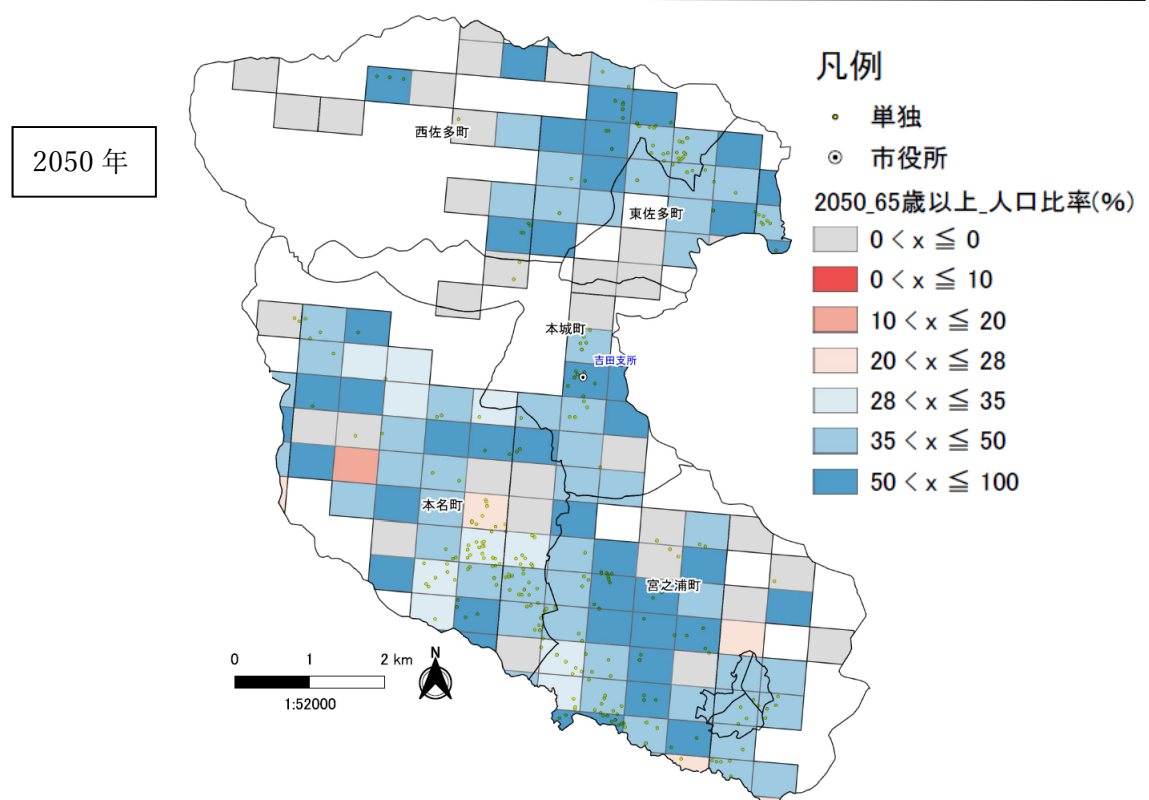 2050 年
西佐多町
東佐多町
本城町
吉田支所
本名町
宮之浦町
0 1 2 km
1:52000
N
凡例
単独
市役所
2050_65歳以上_人口比率(%)
0 < x ≦ 0
0 < x ≦ 10
10 < x ≦ 20
20 < x ≦ 28
28 < x ≦ 35
35 < x ≦ 50
50 < x ≦ 100